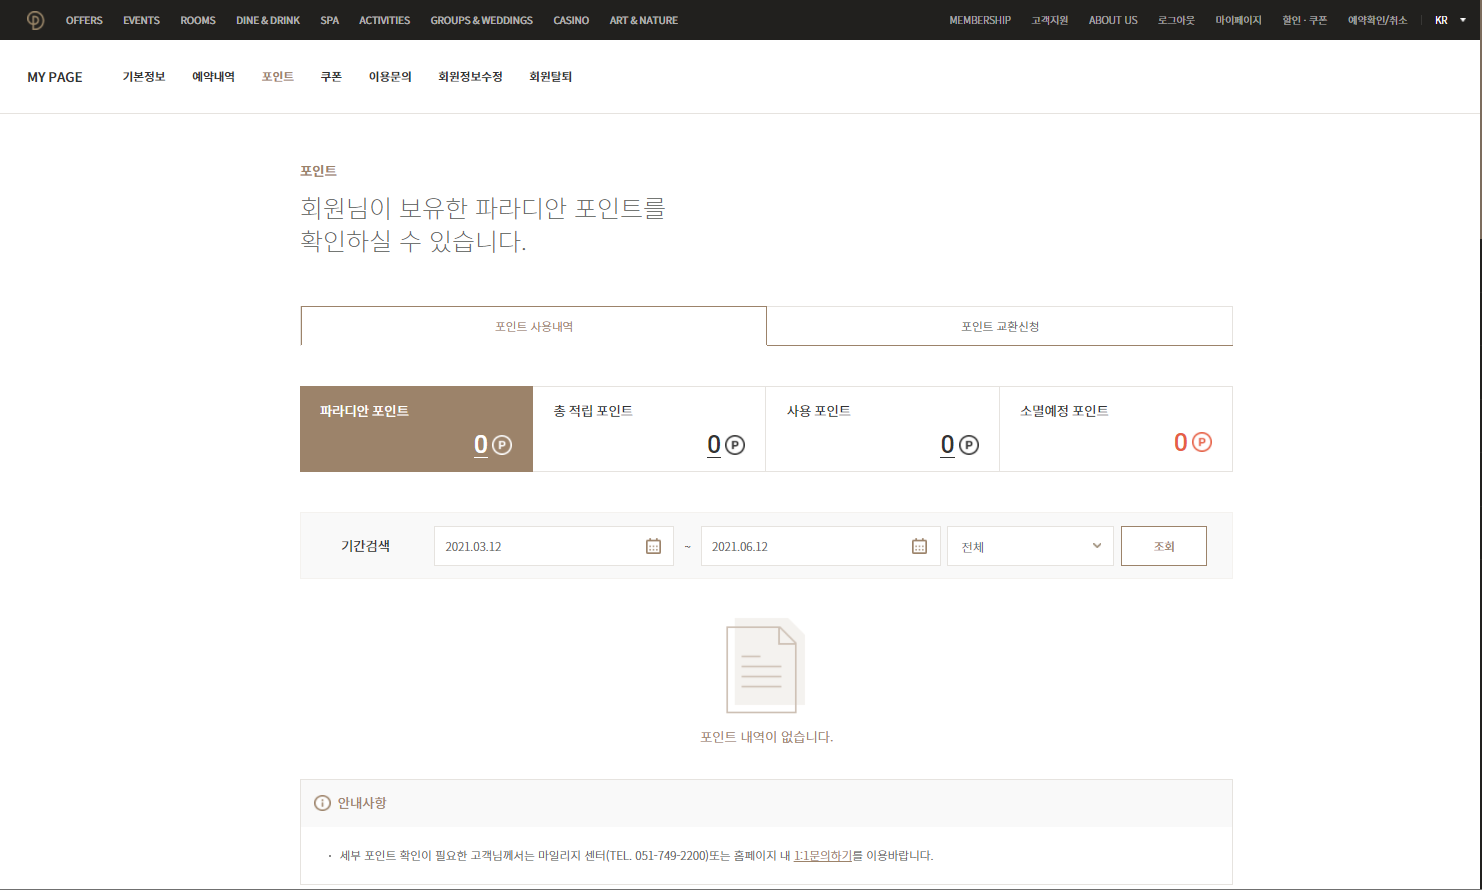 OFFERS EVENTS ROOMS DINE & DRINK SPA ACTIVITIES GROUPS & WEDDINGS CASINO ART & NATURE MEMBERSHIP 고객지원 ABOUT US 로그아웃 마이페이지 할인 · 쿠폰 예약확인/취소 KR
MY PAGE 기본정보 예약내역 포인트 쿠폰 이용문의 회원정보수정 회원탈퇴
포인트
회원님이 보유한 파라디안 포인트를
확인하실 수 있습니다.
포인트 사용내역 포인트 교환신청
파라디안 포인트 총 적립 포인트 사용 포인트 소멸예정 포인트
0 P 0 P 0 P 0 P
기간검색 2021.03.12 ~ 2021.06.12 전체 조회
포인트 내역이 없습니다.
안내사항
· 세부 포인트 확인이 필요한 고객님께서는 마일리지 센터(TEL. 051-749-2200)또는 홈페이지 내 1:1문의하기를 이용바랍니다.